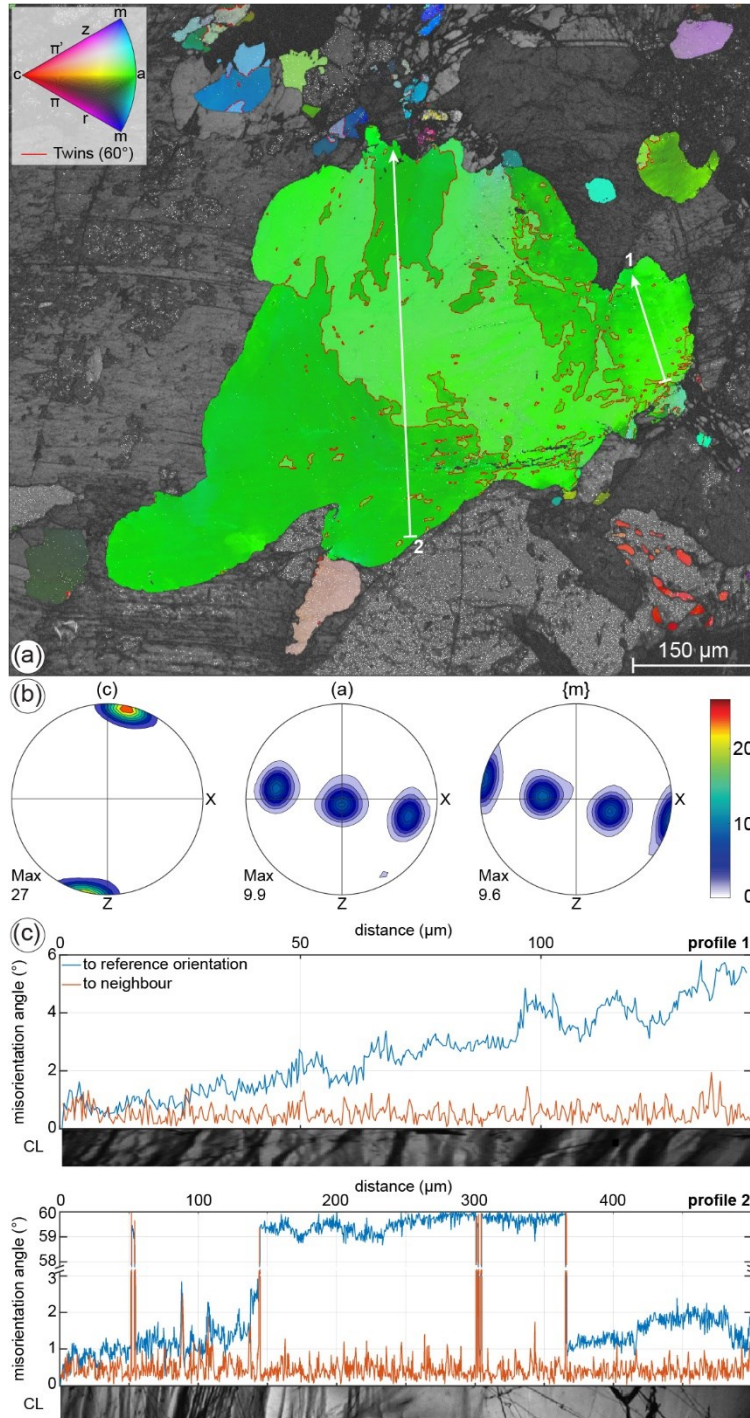 m
z
π'
c
a
π
r
m
Twins (60°)
1
2
(a)
150 µm
(b)
(c)
(a)
{m}
X
X
X
Z
Z
Z
Max
27
Max
9.9
Max
9.6
20
10
0
(c)
distance (µm)
profile 1
0
50
100
misorientation angle (°)
6
4
2
0
to reference orientation
to neighbour
CL
distance (µm)
profile 2
0
100
200
300
400
misorientation angle (°)
60
59
58
3
2
1
0
CL